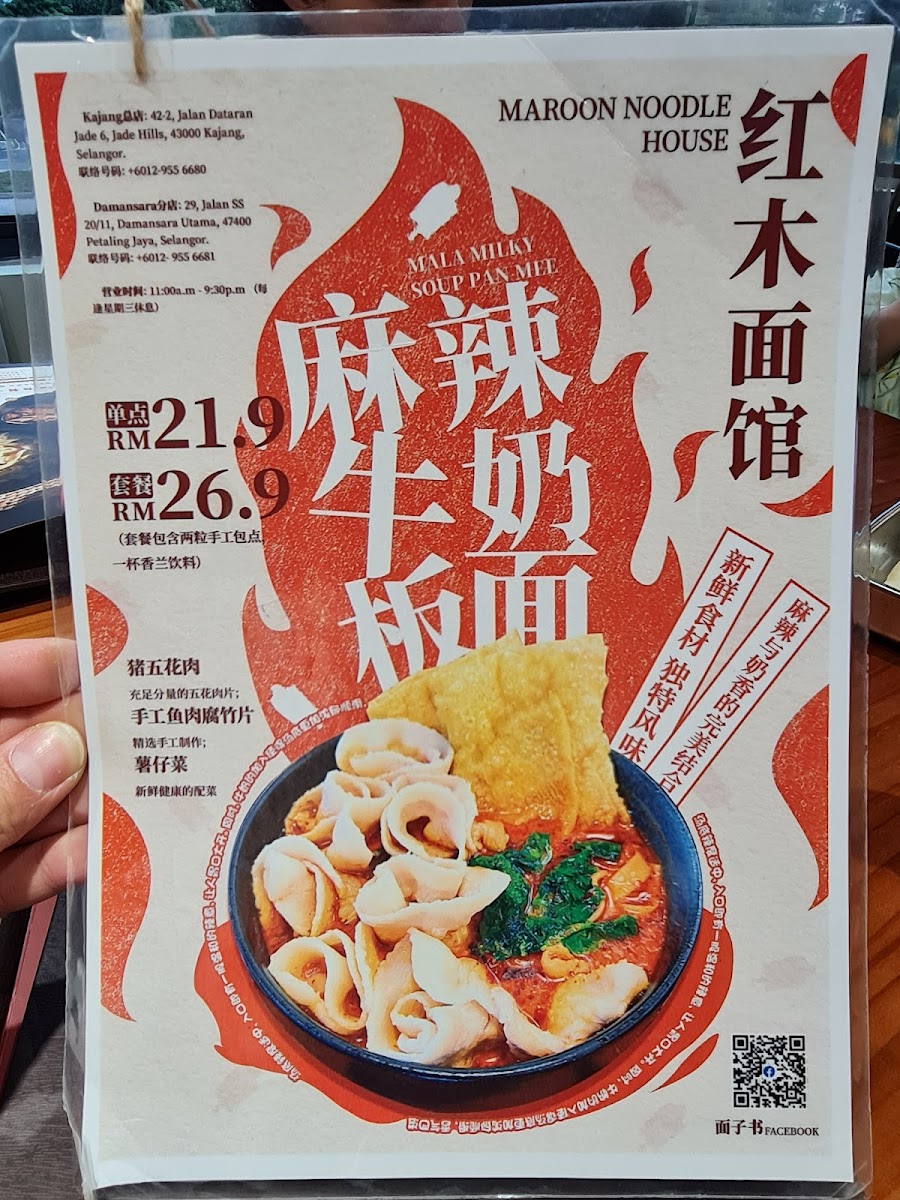 Kajang总店: 42-2, Jalan Dataran
Jade 6, Jade Hills, 43000 Kajang,
Selangor.
联络号码: +6012-955 6680
Damansara分店: 29, Jalan SS
20/11, Damansara Utama, 47400
Petaling Jaya, Selangor.
联络号码: +6012- 955 6681
营业时间: 11:00a.m - 9:30p.m （每
逢星期三休息）
MAROON NOODLE
HOUSE
红木面馆
MALA MILKY
SOUP PAN MEE
麻辣
牛奶
板面
单点
RM21.9
套餐
RM26.9
（套餐包含两粒手工包点,
一杯香兰饮料）
猪五花肉
充足分量的五花肉片;
手工鱼肉腐竹片
精选手工制作;
薯仔菜
新鲜健康的配菜
新鲜食材 独特风味
麻辣与奶香的完美结合
面子书FACEBOOK